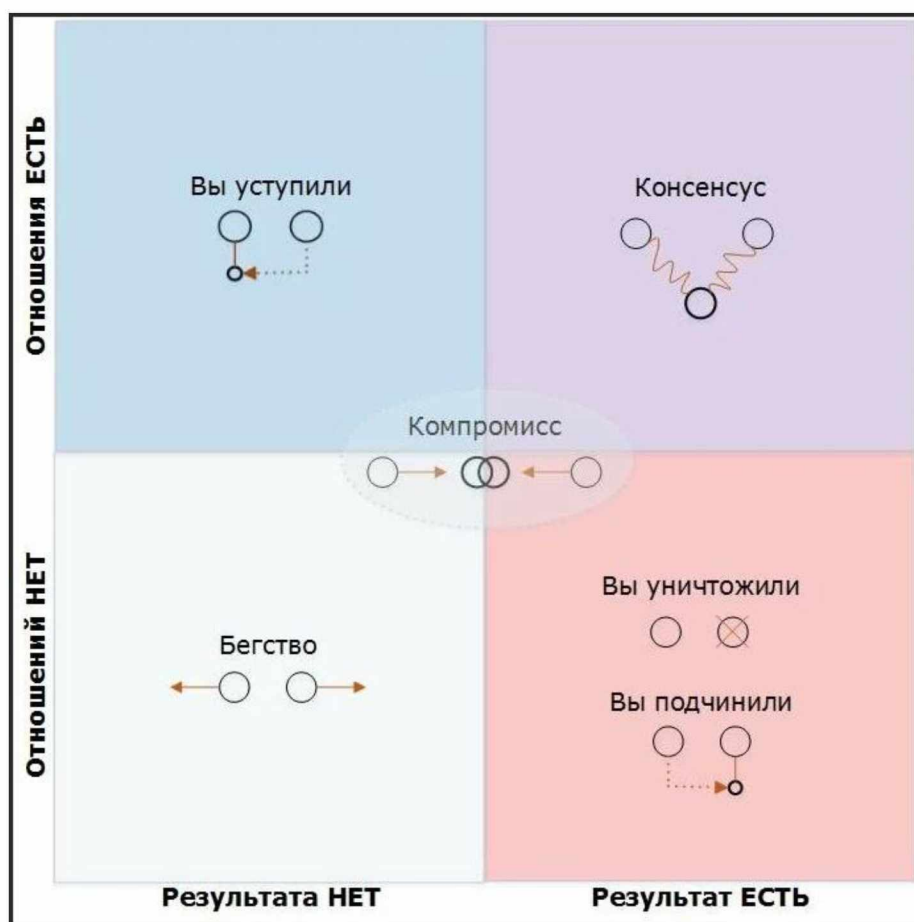 Отношения ЕСТЬ
Вы уступили
Консенсус
Компромисс
Отношений НЕТ
Вы уничтожили
Бегство
Вы подчинили
Результата НЕТ
Результат ЕСТЬ